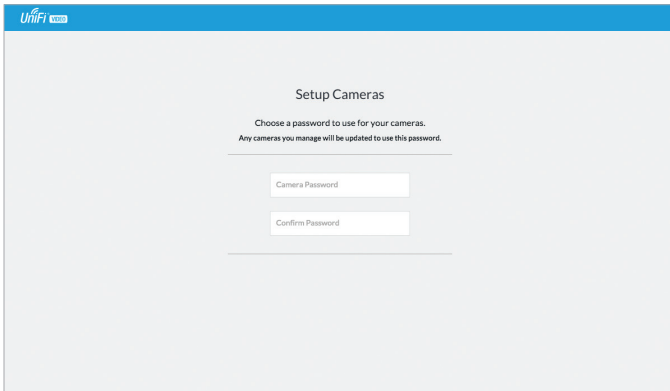 UniFi VIDEO
Setup Cameras
Choose a password to use for your cameras.
Any cameras you manage will be updated to use this password.
Camera Password
Confirm Password